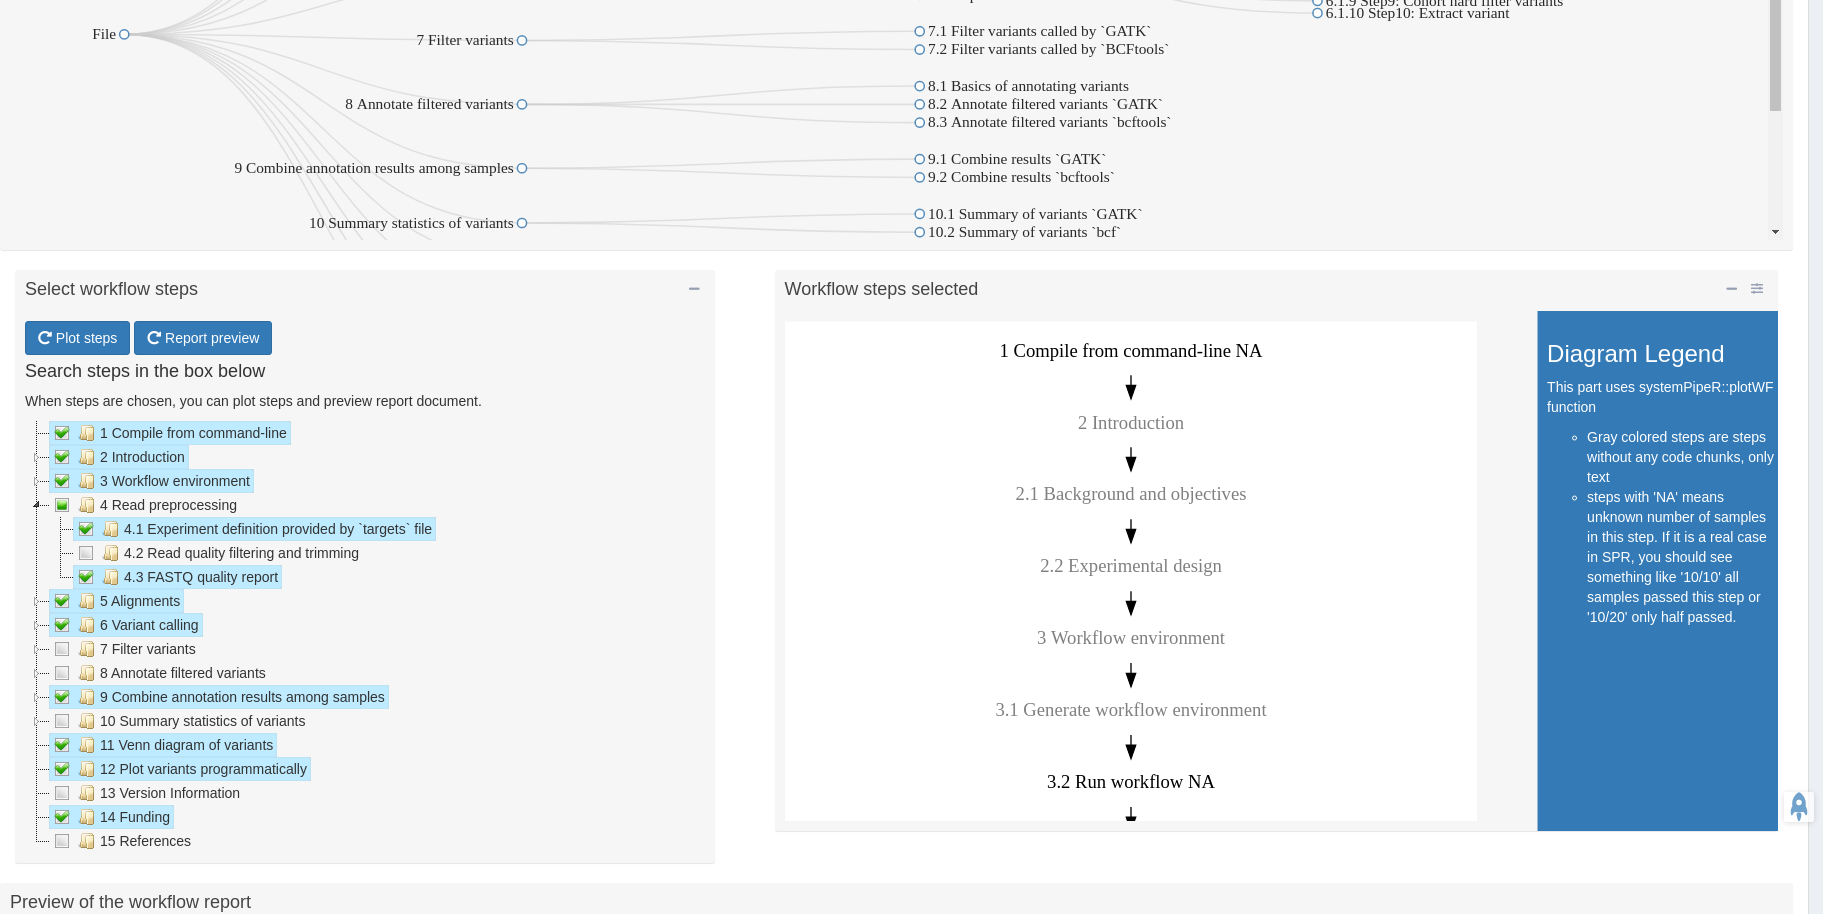 6.1.9 Step9: Cohort hard filter variants
6.1.10 Step10: Extract variant
File
7 Filter variants
7.1 Filter variants called by `GATK`
7.2 Filter variants called by `BCFtools`
8 Annotate filtered variants
8.1 Basics of annotating variants
8.2 Annotate filtered variants `GATK`
8.3 Annotate filtered variants `bcftools`
9 Combine annotation results among samples
9.1 Combine results `GATK`
9.2 Combine results `bcftools`
10 Summary statistics of variants
10.1 Summary of variants `GATK`
10.2 Summary of variants `bcf`
Select workflow steps
Plot steps
Report preview
Search steps in the box below
When steps are chosen, you can plot steps and preview report document.
1 Compile from command-line
2 Introduction
3 Workflow environment
4 Read preprocessing
4.1 Experiment definition provided by `targets` file
4.2 Read quality filtering and trimming
4.3 FASTQ quality report
5 Alignments
6 Variant calling
7 Filter variants
8 Annotate filtered variants
9 Combine annotation results among samples
10 Summary statistics of variants
11 Venn diagram of variants
12 Plot variants programmatically
13 Version Information
14 Funding
15 References
Workflow steps selected
1 Compile from command-line NA
2 Introduction
2.1 Background and objectives
2.2 Experimental design
3 Workflow environment
3.1 Generate workflow environment
3.2 Run workflow NA
Diagram Legend
This part uses systemPipeR::plotWF
function
Gray colored steps are steps
without any code chunks, only
text
steps with 'NA' means
unknown number of samples
in this step. If it is a real case
in SPR, you should see
something like '10/10' all
samples passed this step or
'10/20' only half passed.
Preview of the workflow report